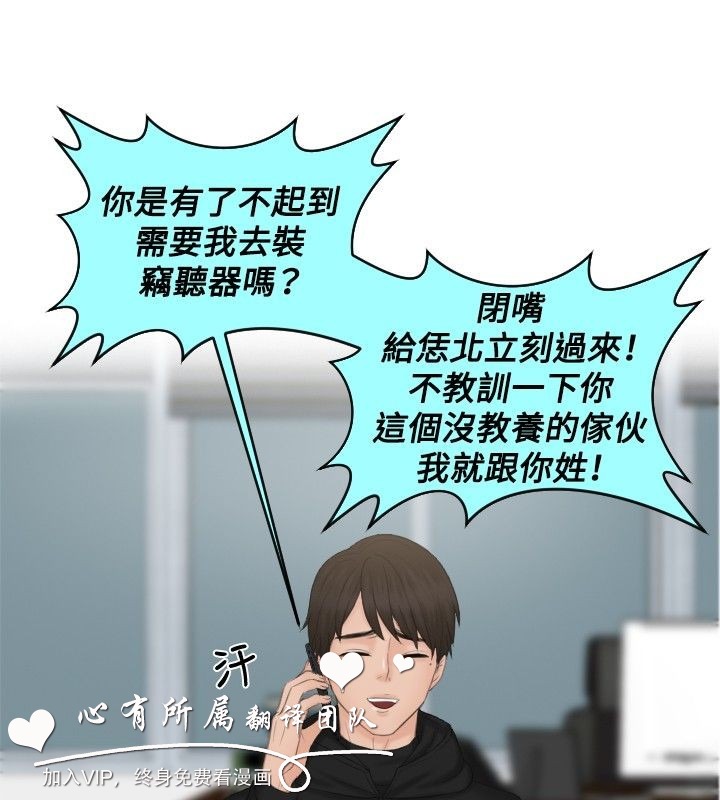 你是有了不起到
需要我去裝
竊聽器嗎？
閉嘴
給恁北立刻過來！
不教訓一下你
這個沒教養的傢伙
我就跟你姓！
汗
心有所属翻译团队
加入VIP，终身免费看漫画